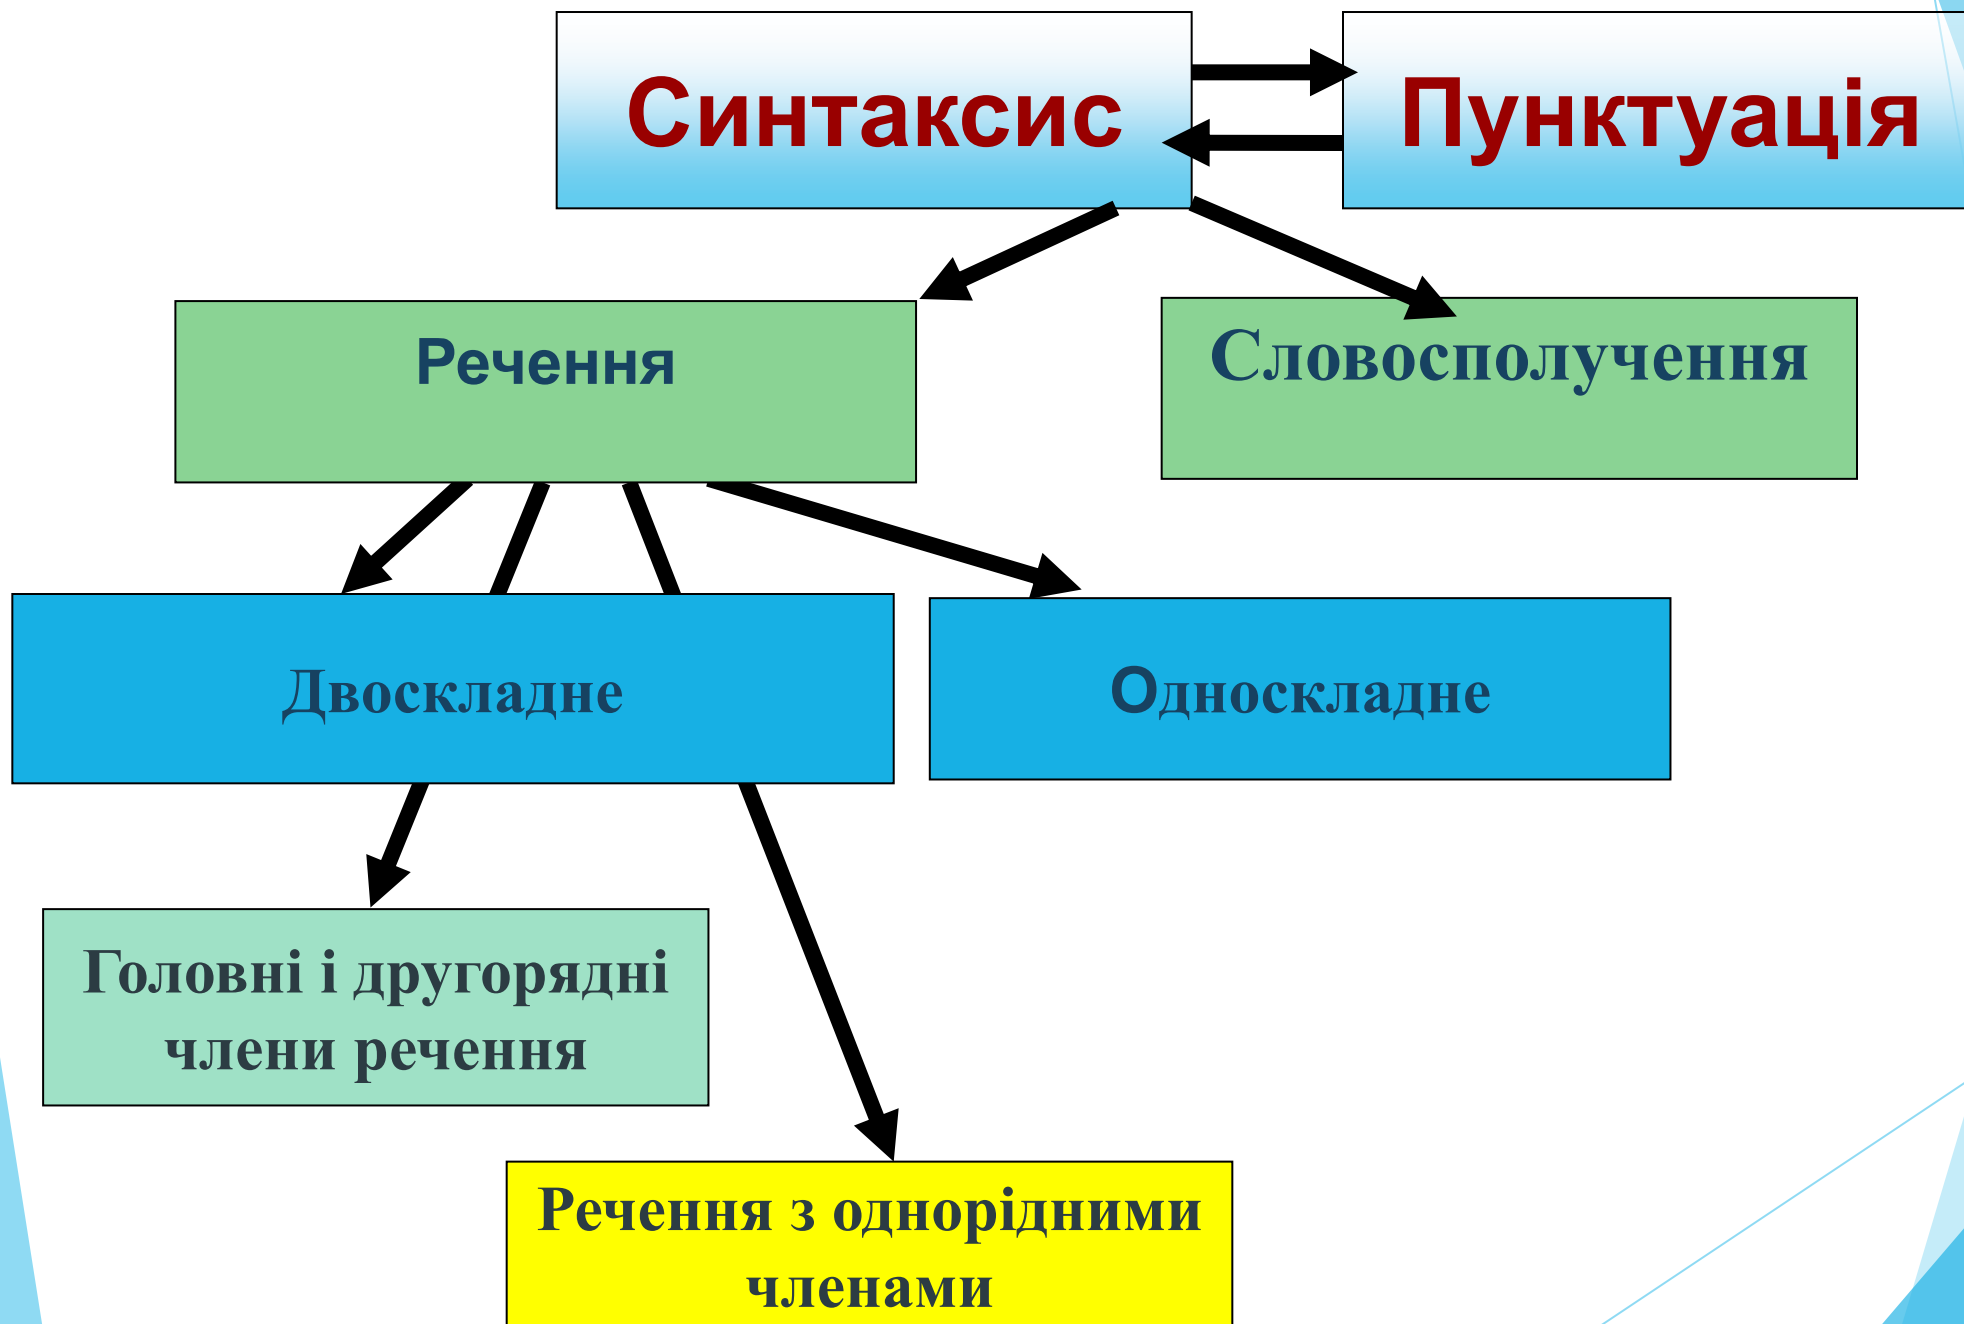 Синтаксис
Пунктуація
Речення
Словосполучення
Двоскладне
Односкладне
Головні і другорядні
члени речення
Речення з однорідними
членами